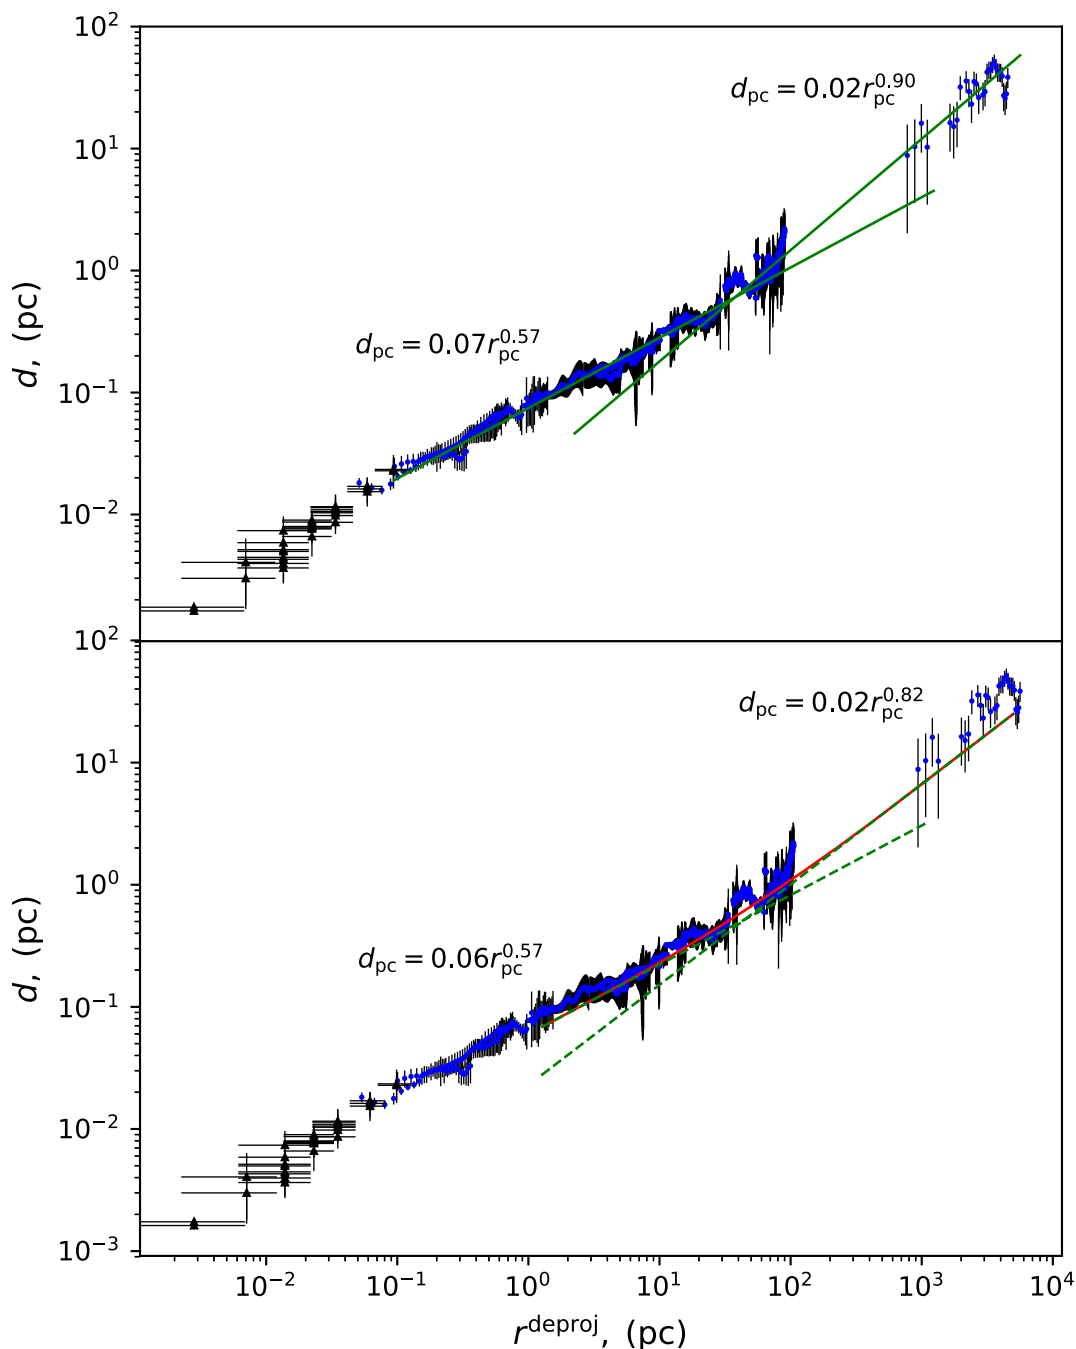 10^2
d_pc = 0.02r_pc^0.90
10^1
10^0
d, (pc)
d_pc = 0.07r_pc^0.57
10^−1
10^−2
10^2
d_pc = 0.02r_pc^0.82
10^1
10^0
d, (pc)
d_pc = 0.06r_pc^0.57
10^−1
10^−2
10^−3
10^−2 10^−1 10^0 10^1 10^2 10^3 10^4
r^deproj, (pc)